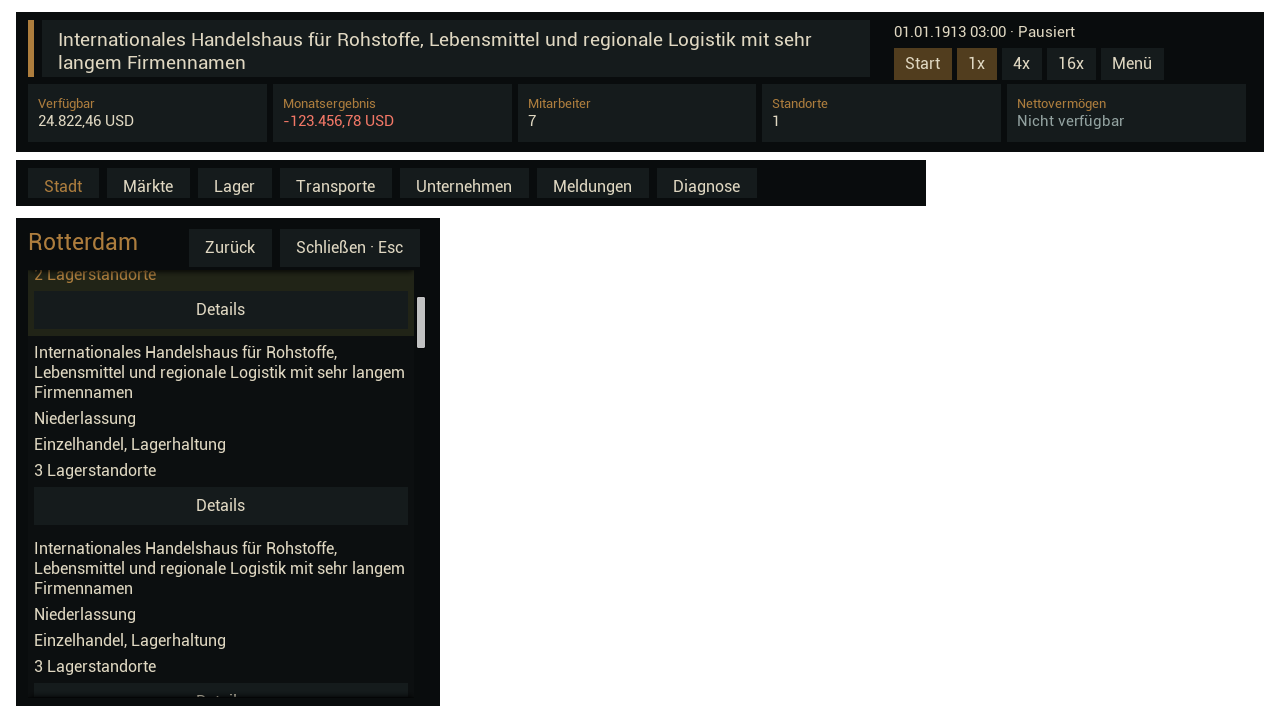 Internationales Handelshaus für Rohstoffe, Lebensmittel und regionale Logistik mit sehr
langem Firmennamen
01.01.1913 03:00 · Pausiert
Start 1x 4x 16x Menü
Verfügbar Monatsergebnis Mitarbeiter Standorte Nettovermögen
24.822,46 USD -123.456,78 USD 7 1 Nicht verfügbar
Stadt Märkte Lager Transporte Unternehmen Meldungen Diagnose
Rotterdam Zurück Schließen · Esc
2 Lagerstandorte
Details
Internationales Handelshaus für Rohstoffe,
Lebensmittel und regionale Logistik mit sehr langem
Firmennamen
Niederlassung
Einzelhandel, Lagerhaltung
3 Lagerstandorte
Details
Internationales Handelshaus für Rohstoffe,
Lebensmittel und regionale Logistik mit sehr langem
Firmennamen
Niederlassung
Einzelhandel, Lagerhaltung
3 Lagerstandorte
Details